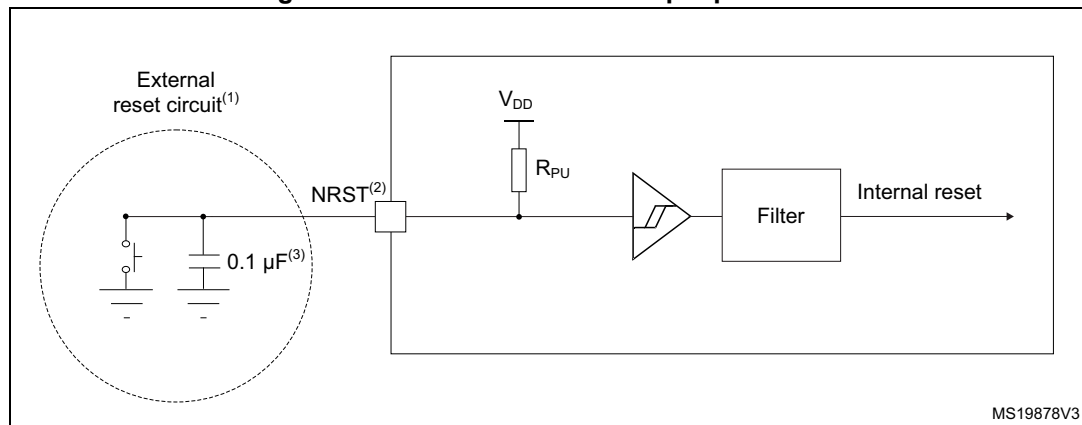 External
reset circuit(1)
VDD
RPU
NRST(2)
Filter
Internal reset
0.1 µF(3)
MS19878V3